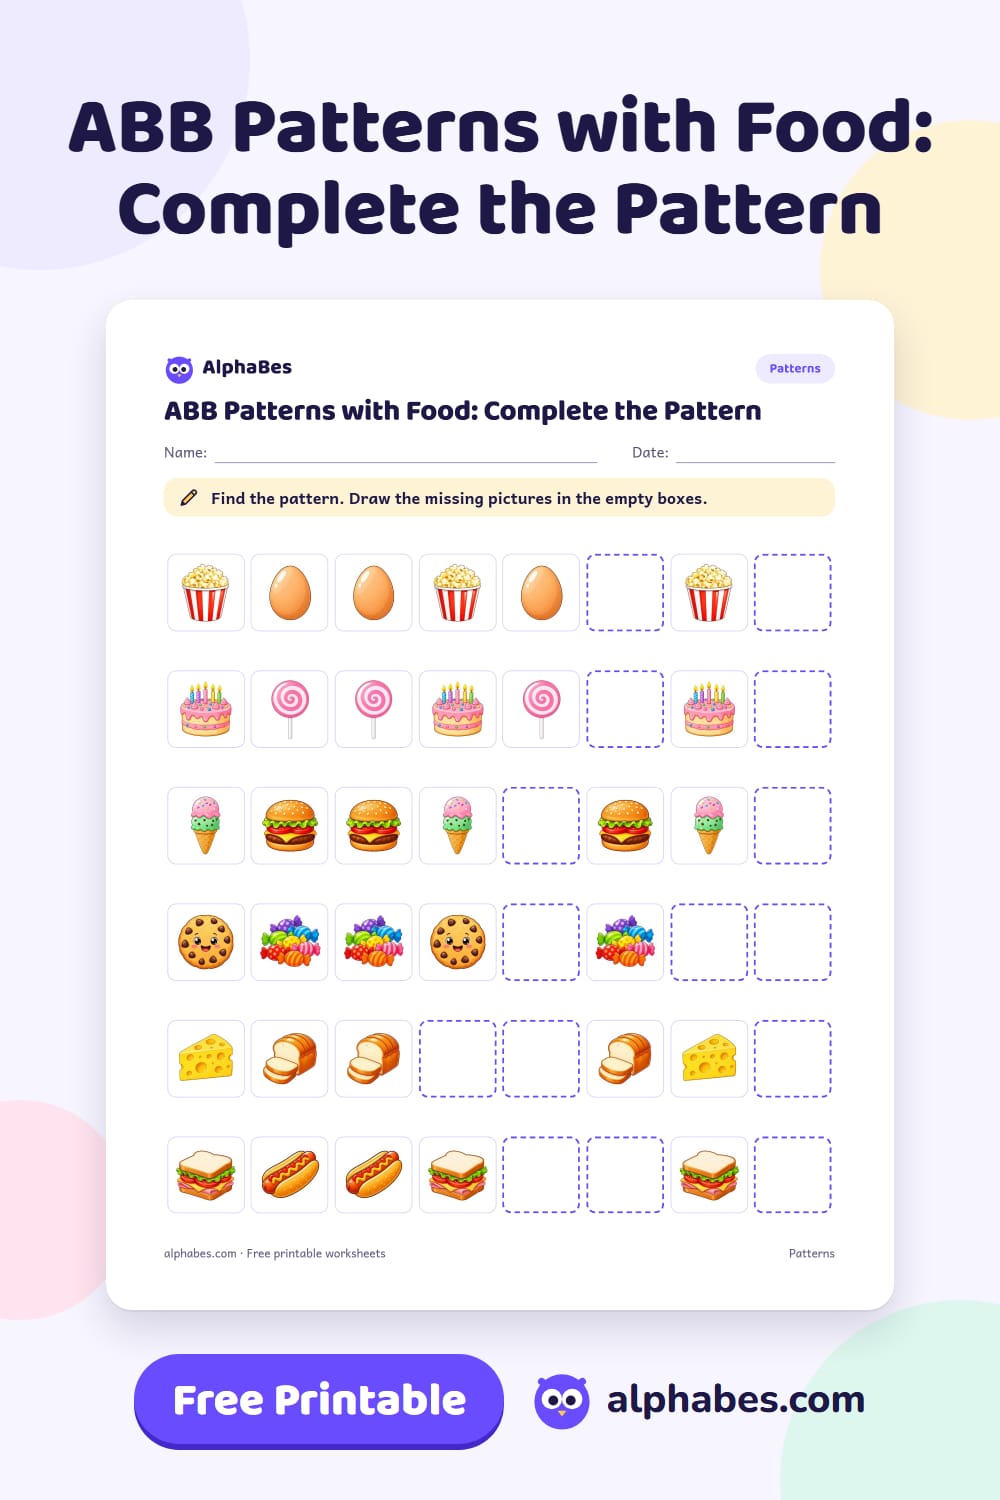 ABB Patterns with Food:
Complete the Pattern
AlphaBes
Patterns
ABB Patterns with Food: Complete the Pattern
Name:
Date:
Find the pattern. Draw the missing pictures in the empty boxes.
alphabes.com · Free printable worksheets
Patterns
Free Printable
alphabes.com